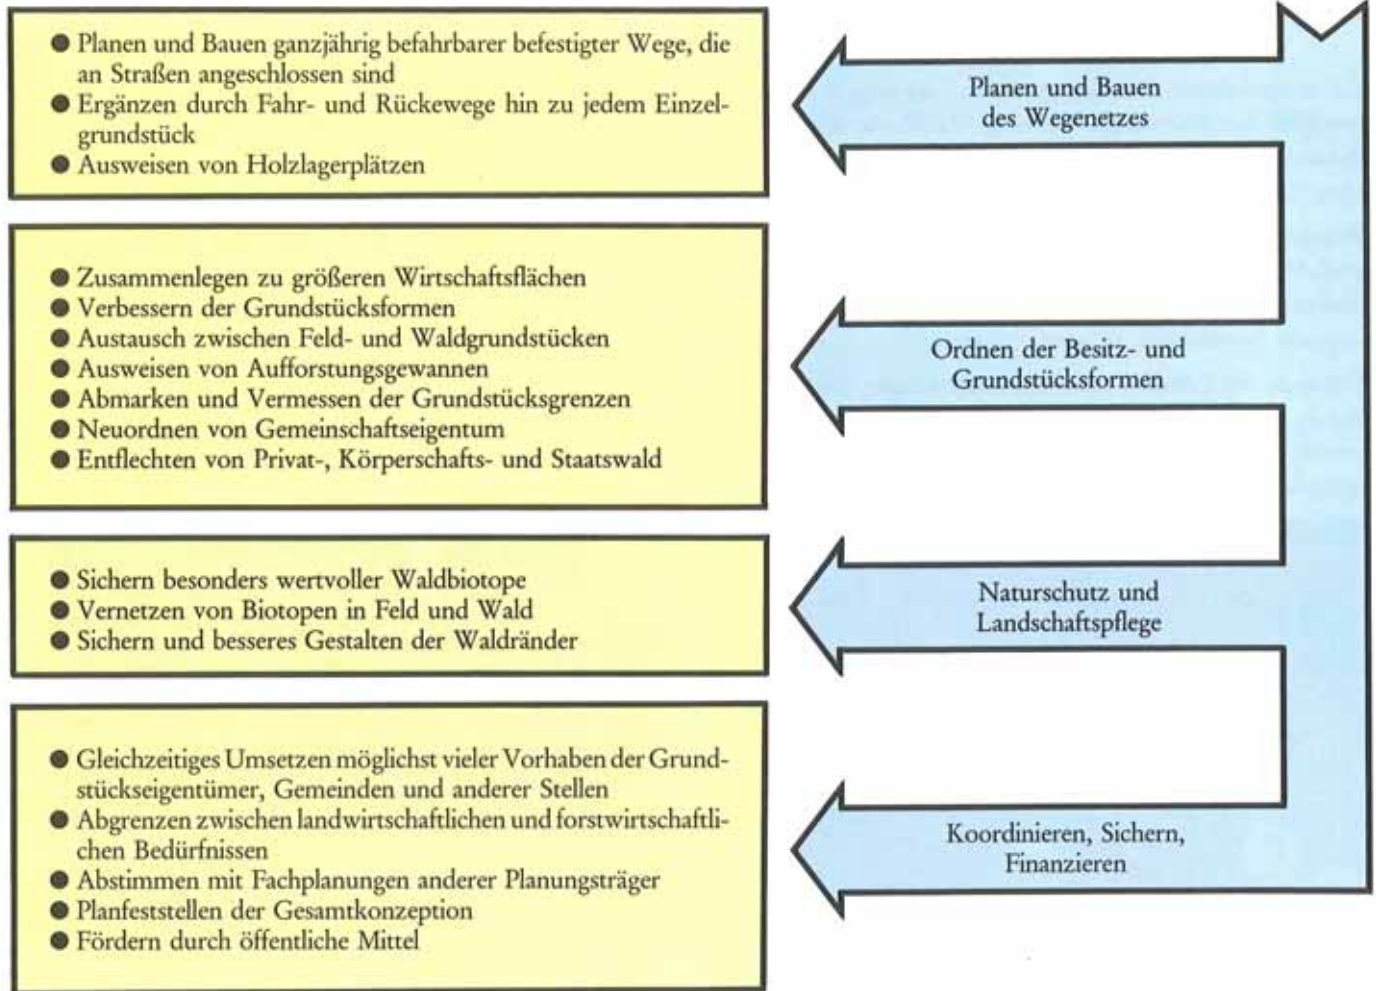 ● Planen und Bauen ganzjährig befahrbarer befestigter Wege, die
an Straßen angeschlossen sind
● Ergänzen durch Fahr- und Rückewege hin zu jedem Einzel-
grundstück
● Ausweisen von Holzlagerplätzen
Planen und Bauen
des Wegenetzes
● Zusammenlegen zu größeren Wirtschaftsflächen
● Verbessern der Grundstücksformen
● Austausch zwischen Feld- und Waldgrundstücken
● Ausweisen von Aufforstungsgewannen
● Abmarken und Vermessen der Grundstücksgrenzen
● Neuordnen von Gemeinschaftseigentum
● Entflechten von Privat-, Körperschafts- und Staatswald
Ordnen der Besitz- und
Grundstücksformen
● Sichern besonders wertvoller Waldbiotope
● Vernetzen von Biotopen in Feld und Wald
● Sichern und besseres Gestalten der Waldränder
Naturschutz und
Landschaftspflege
● Gleichzeitiges Umsetzen möglichst vieler Vorhaben der Grund-
stückseigentümer, Gemeinden und anderer Stellen
● Abgrenzen zwischen landwirtschaftlichen und forstwirtschaftli-
chen Bedürfnissen
● Abstimmen mit Fachplanungen anderer Planungsträger
● Planfeststellen der Gesamtkonzeption
● Fördern durch öffentliche Mittel
Koordinieren, Sichern,
Finanzieren